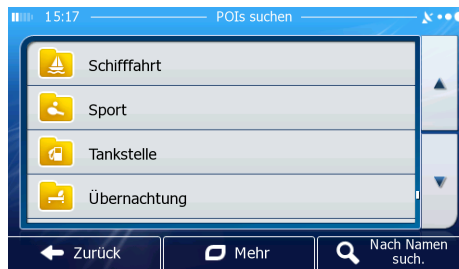 15:17 POIs suchen
Schifffahrt
Sport
Tankstelle
Übernachtung
Zurück
Mehr
Nach Namen
such.